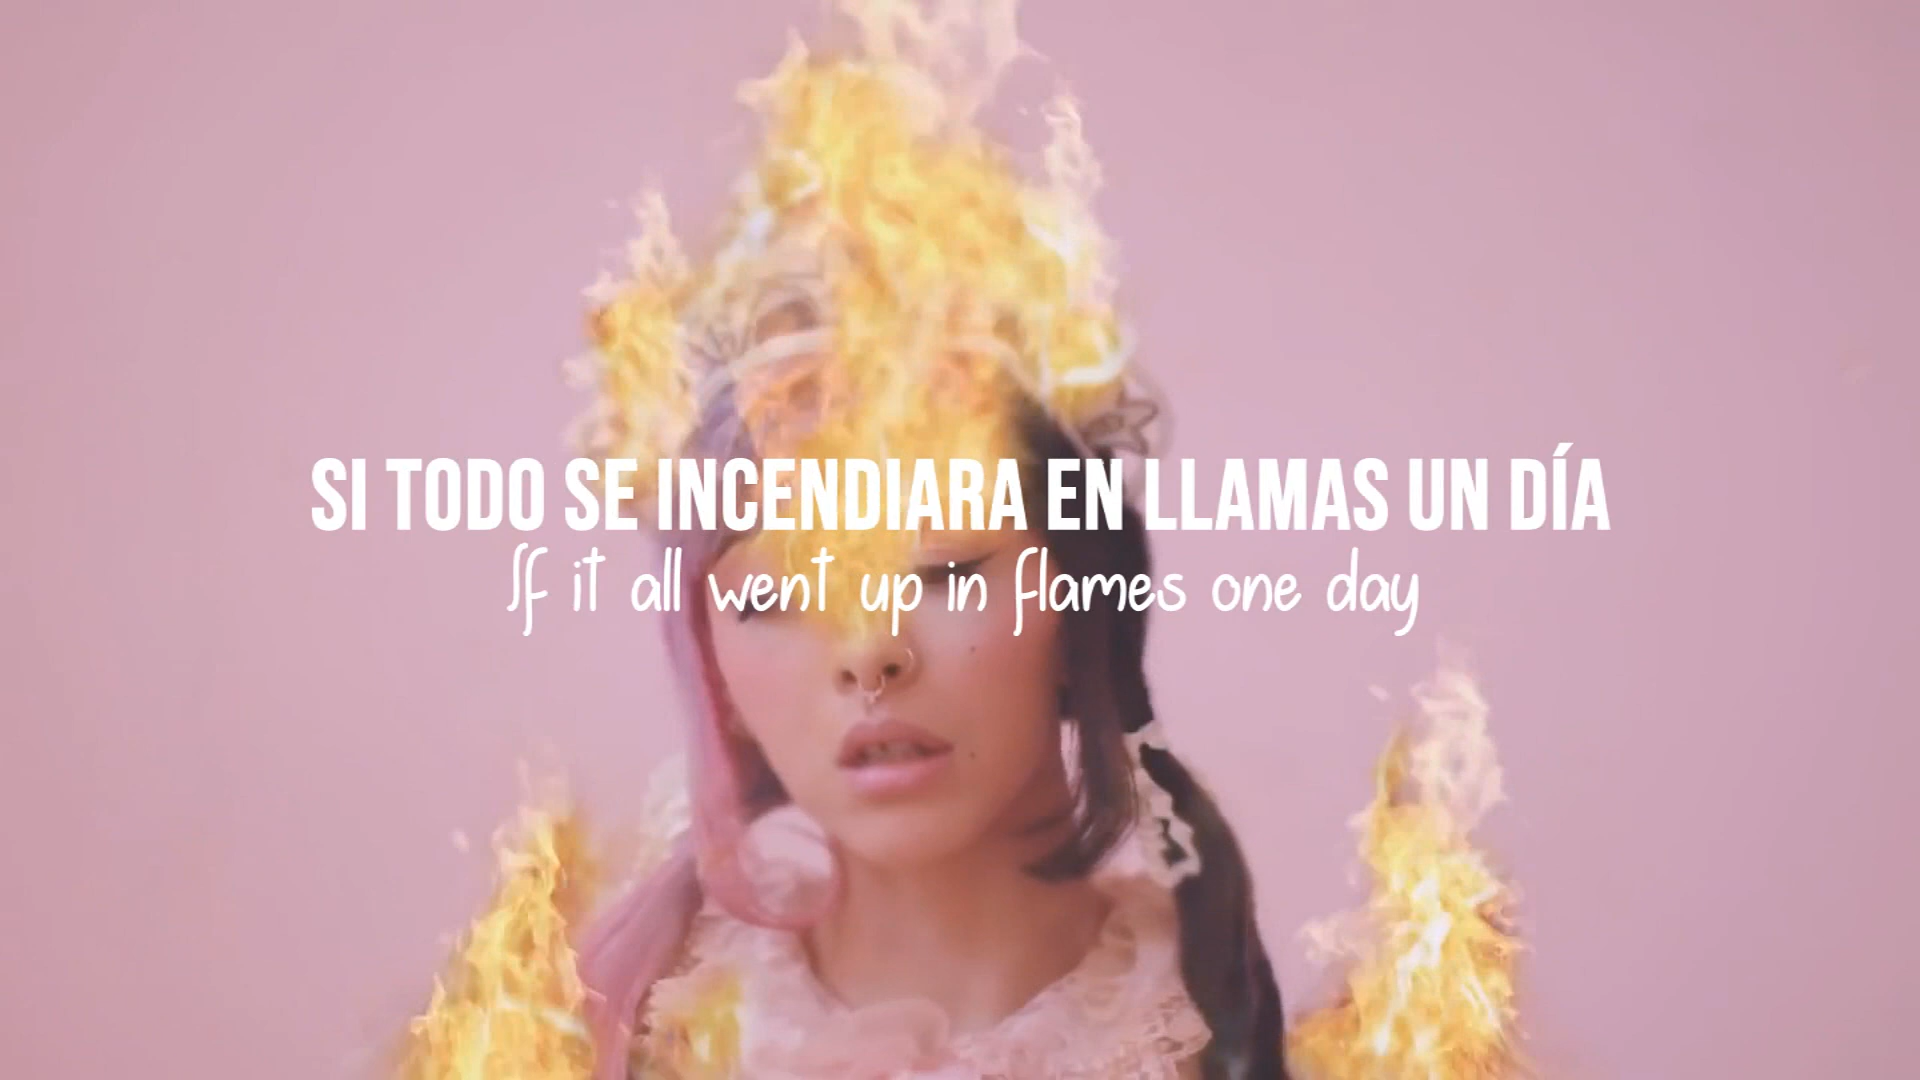 SI TODO SE INCENDIARA EN LLAMAS UN DÍA
If it all went up in flames one day